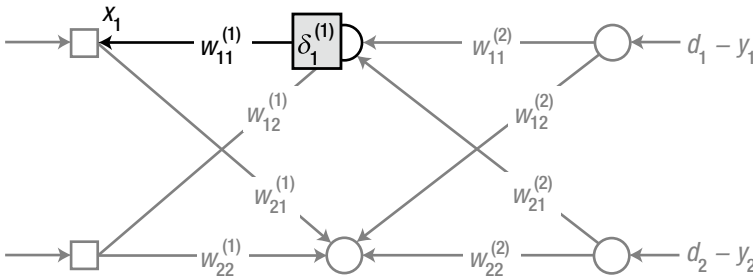 x₁
w₁₁⁽¹⁾ δ₁⁽¹⁾ w₁₁⁽²⁾ d₁ – y₁
w₁₂⁽¹⁾ w₁₂⁽²⁾
w₂₁⁽¹⁾ w₂₁⁽²⁾
w₂₂⁽¹⁾ w₂₂⁽²⁾ d₂ – y₂